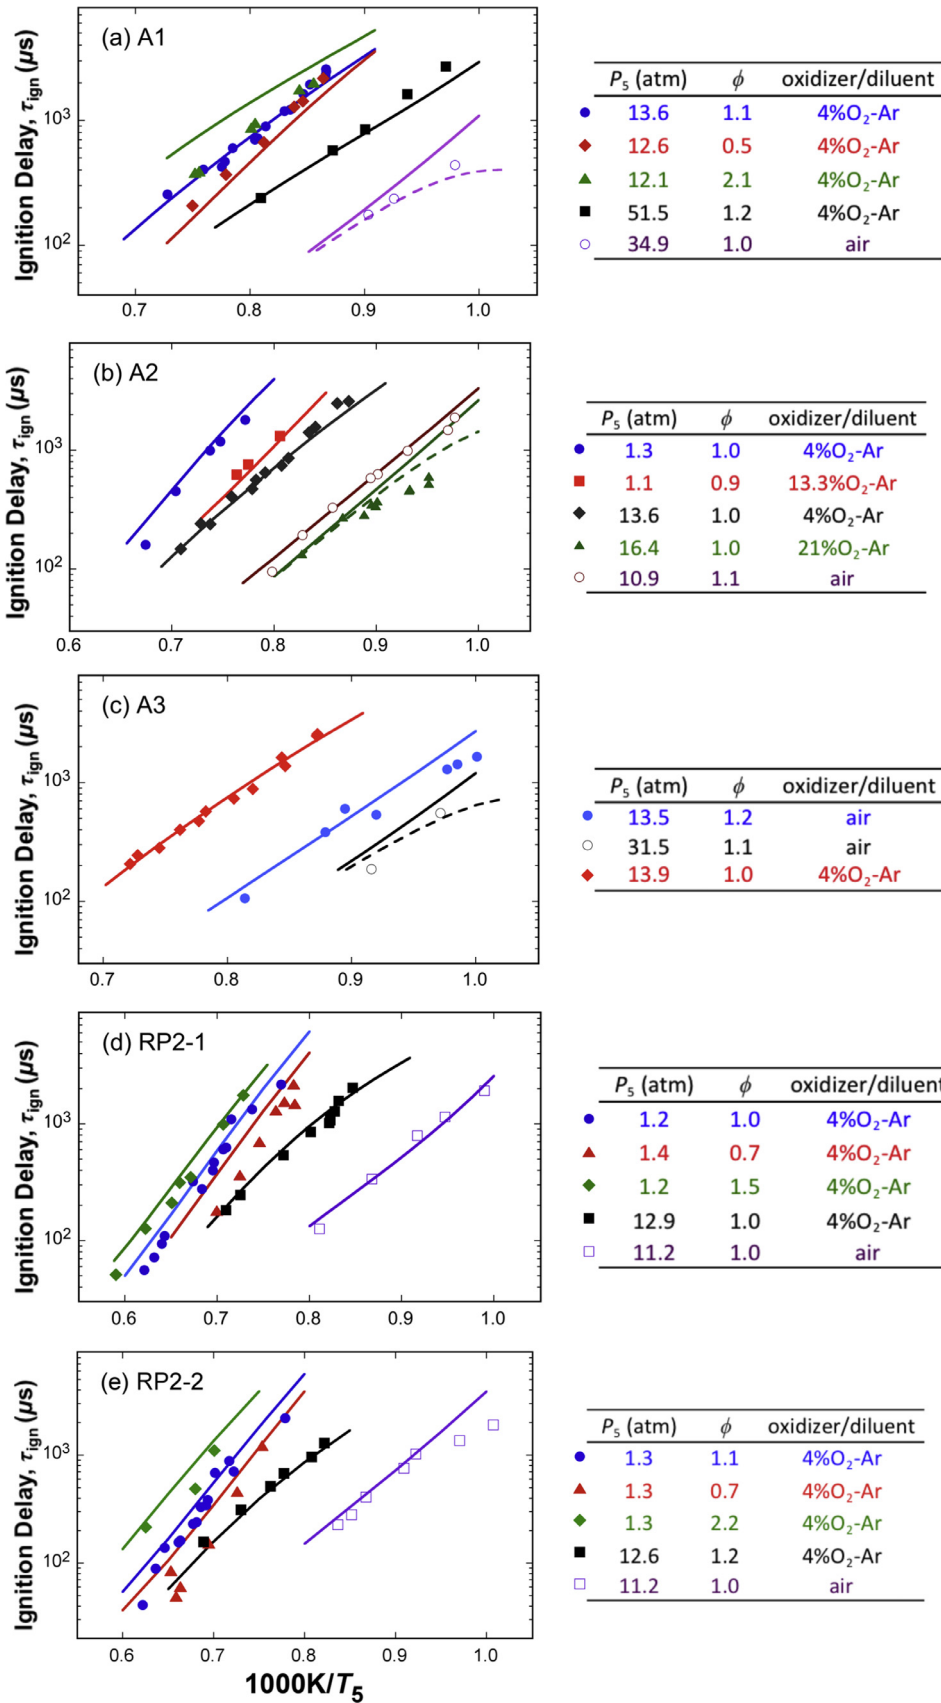 (a) A1
Ignition Delay, τign (μs)
10³
10²
0.7 0.8 0.9 1.0
P₅ (atm) ϕ oxidizer/diluent
13.6 1.1 4%O₂-Ar
12.6 0.5 4%O₂-Ar
12.1 2.1 4%O₂-Ar
51.5 1.2 4%O₂-Ar
34.9 1.0 air
(b) A2
Ignition Delay, τign (μs)
10³
10²
0.6 0.7 0.8 0.9 1.0
P₅ (atm) ϕ oxidizer/diluent
1.3 1.0 4%O₂-Ar
1.1 0.9 13.3%O₂-Ar
13.6 1.0 4%O₂-Ar
16.4 1.0 21%O₂-Ar
10.9 1.1 air
(c) A3
Ignition Delay, τign (μs)
10³
10²
0.7 0.8 0.9 1.0
P₅ (atm) ϕ oxidizer/diluent
13.5 1.2 air
31.5 1.1 air
13.9 1.0 4%O₂-Ar
(d) RP2-1
Ignition Delay, τign (μs)
10³
10²
0.6 0.7 0.8 0.9 1.0
P₅ (atm) ϕ oxidizer/diluent
1.2 1.0 4%O₂-Ar
1.4 0.7 4%O₂-Ar
1.2 1.5 4%O₂-Ar
12.9 1.0 4%O₂-Ar
11.2 1.0 air
(e) RP2-2
Ignition Delay, τign (μs)
10³
10²
0.6 0.7 0.8 0.9 1.0
1000K/T₅
P₅ (atm) ϕ oxidizer/diluent
1.3 1.1 4%O₂-Ar
1.3 0.7 4%O₂-Ar
1.3 2.2 4%O₂-Ar
12.6 1.2 4%O₂-Ar
11.2 1.0 air